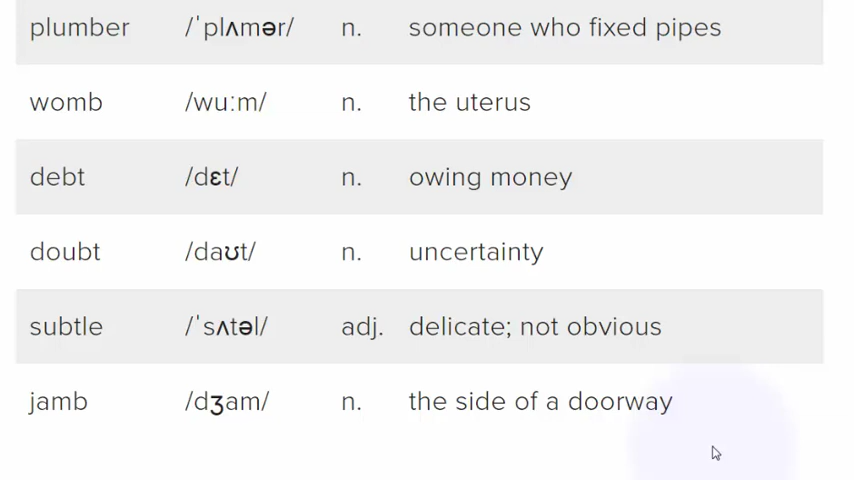 plumber /ˈplʌmər/ n. someone who fixed pipes
womb /wuːm/ n. the uterus
debt /dɛt/ n. owing money
doubt /daʊt/ n. uncertainty
subtle /ˈsʌtəl/ adj. delicate; not obvious
jamb /dʒam/ n. the side of a doorway